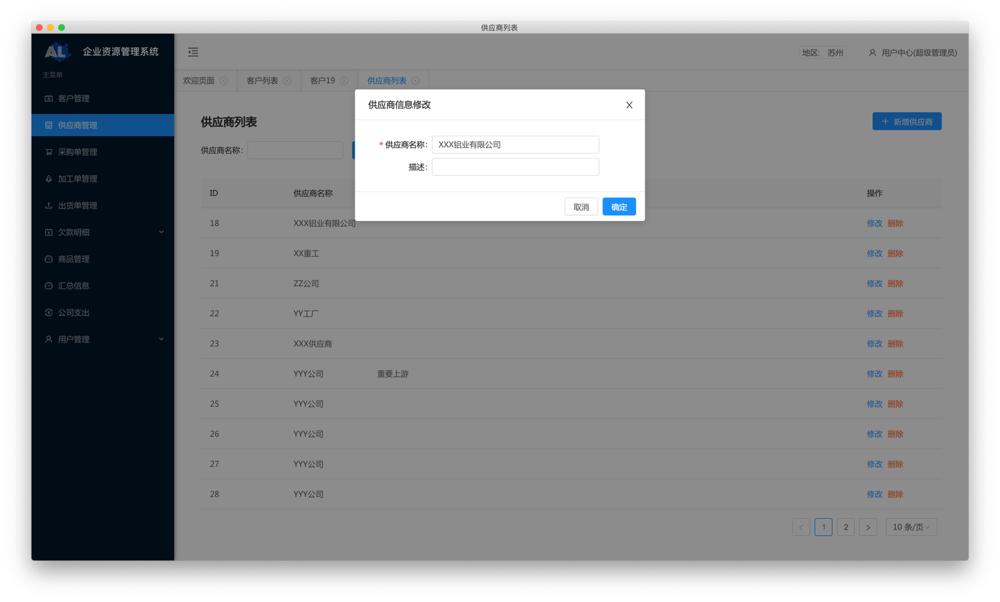 供应商列表
AL 企业资源管理系统
地区: 苏州 用户中心(超级管理员)
主菜单
客户管理
供应商管理
采购单管理
加工单管理
出货单管理
欠款明细
商品管理
汇总信息
公司支出
用户管理
欢迎页面 客户列表 客户19 供应商列表
供应商列表
+ 新增供应商
供应商名称:
供应商信息修改
* 供应商名称: XXX铝业有限公司
描述:
取消 确定
ID 供应商名称 操作
18 XXX铝业有限公司 修改 删除
19 XX重工 修改 删除
21 ZZ公司 修改 删除
22 YY工厂 修改 删除
23 XXX供应商 修改 删除
24 YYY公司 重要上游 修改 删除
25 YYY公司 修改 删除
26 YYY公司 修改 删除
27 YYY公司 修改 删除
28 YYY公司 修改 删除
< 1 2 > 10 条/页